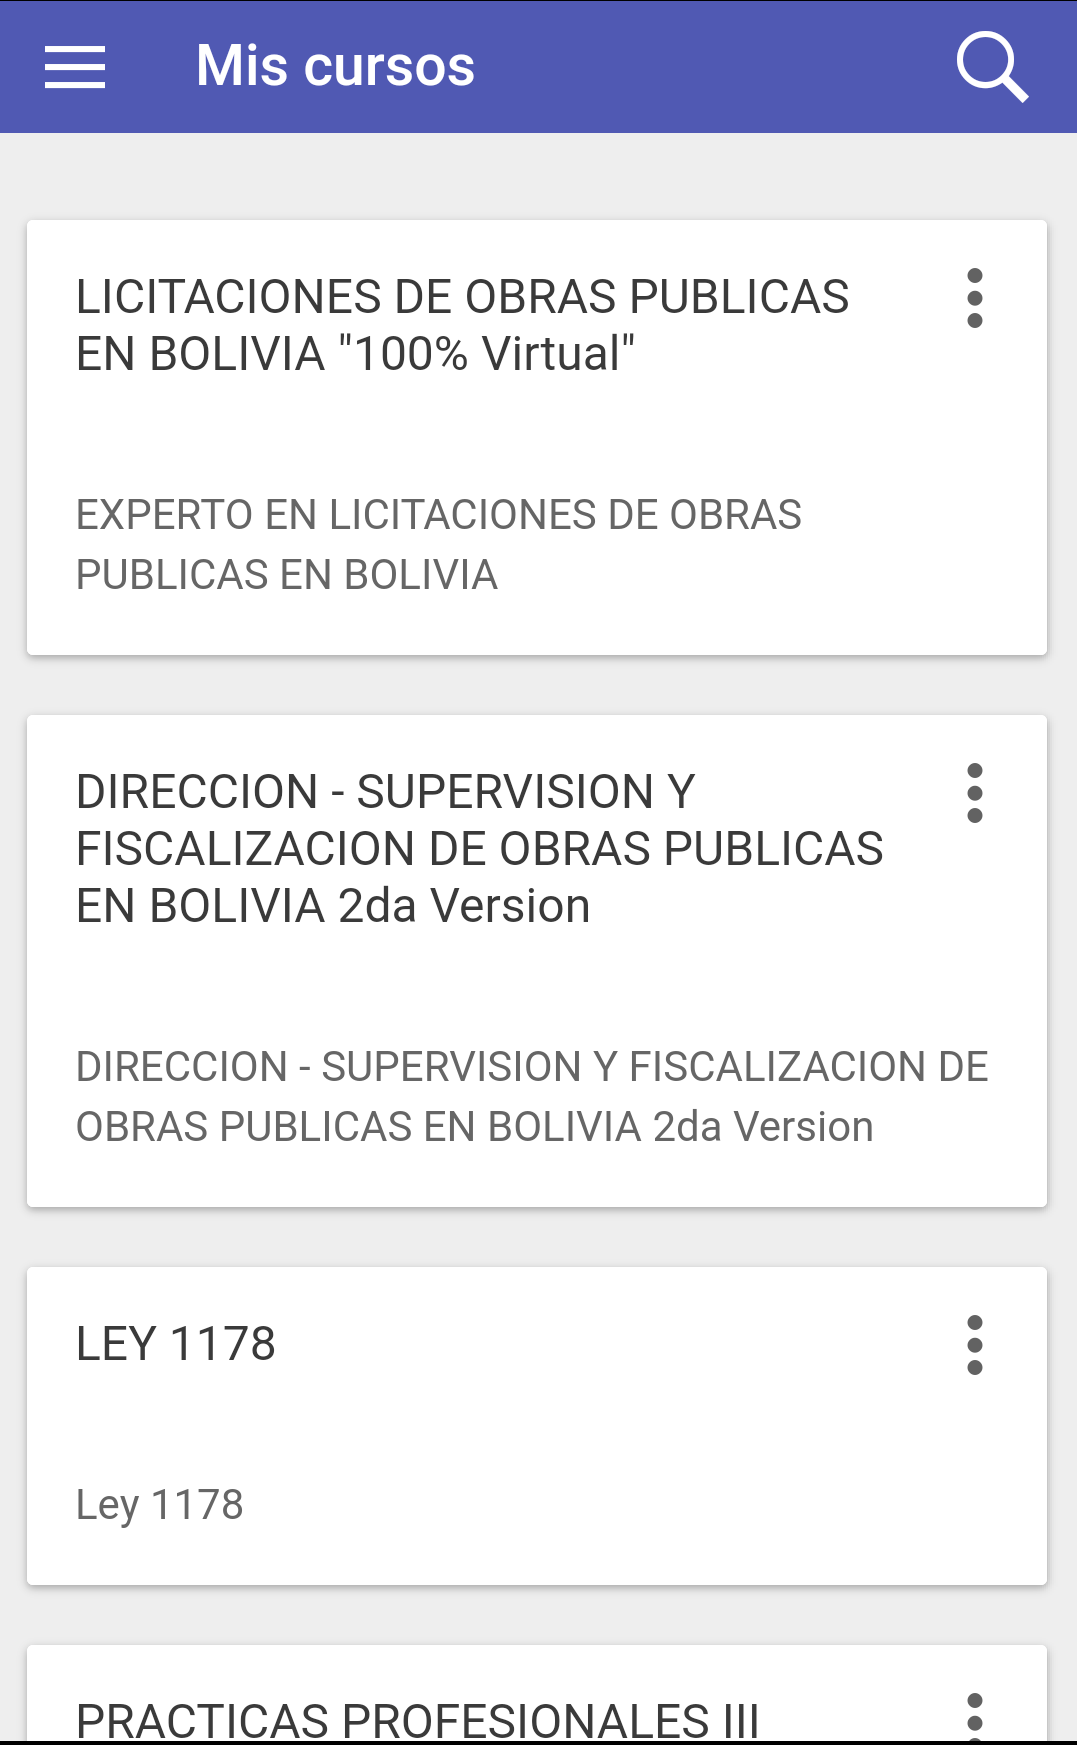 Mis cursos
LICITACIONES DE OBRAS PUBLICAS
EN BOLIVIA "100% Virtual"
EXPERTO EN LICITACIONES DE OBRAS
PUBLICAS EN BOLIVIA
DIRECCION - SUPERVISION Y
FISCALIZACION DE OBRAS PUBLICAS
EN BOLIVIA 2da Version
DIRECCION - SUPERVISION Y FISCALIZACION DE
OBRAS PUBLICAS EN BOLIVIA 2da Version
LEY 1178
Ley 1178
PRACTICAS PROFESIONALES III